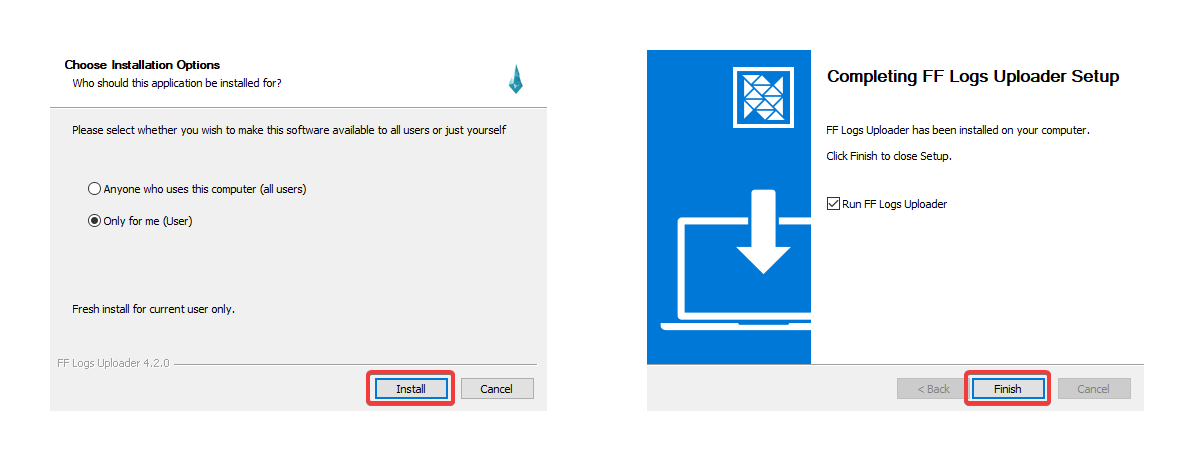 Choose Installation Options
Who should this application be installed for?
Please select whether you wish to make this software available to all users or just yourself
Anyone who uses this computer (all users)
Only for me (User)
Fresh install for current user only.
FF Logs Uploader 4.2.0
Install
Cancel
Completing FF Logs Uploader Setup
FF Logs Uploader has been installed on your computer.
Click Finish to close Setup.
Run FF Logs Uploader
< Back
Finish
Cancel